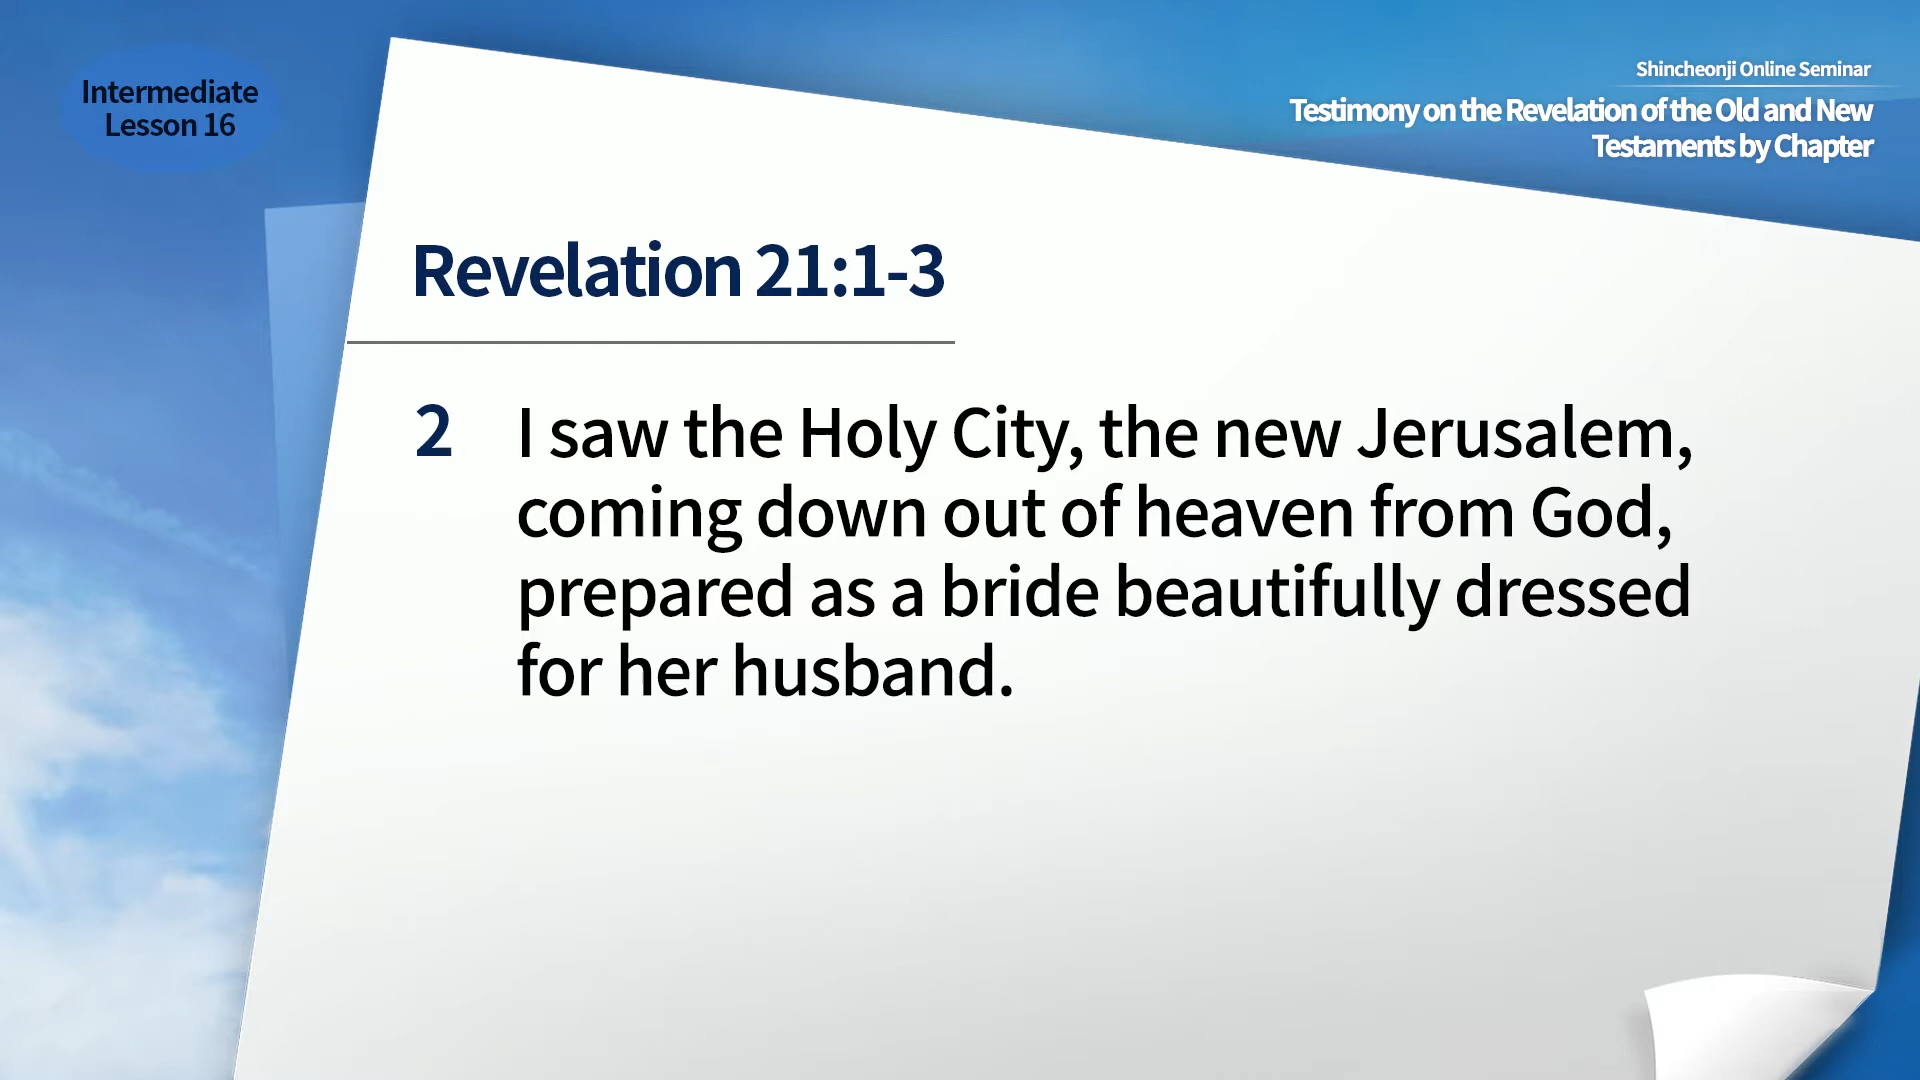 Intermediate
Lesson 16
Shincheonji Online Seminar
Testimony on the Revelation of the Old and New
Testaments by Chapter
Revelation 21:1-3
2 I saw the Holy City, the new Jerusalem,
coming down out of heaven from God,
prepared as a bride beautifully dressed
for her husband.